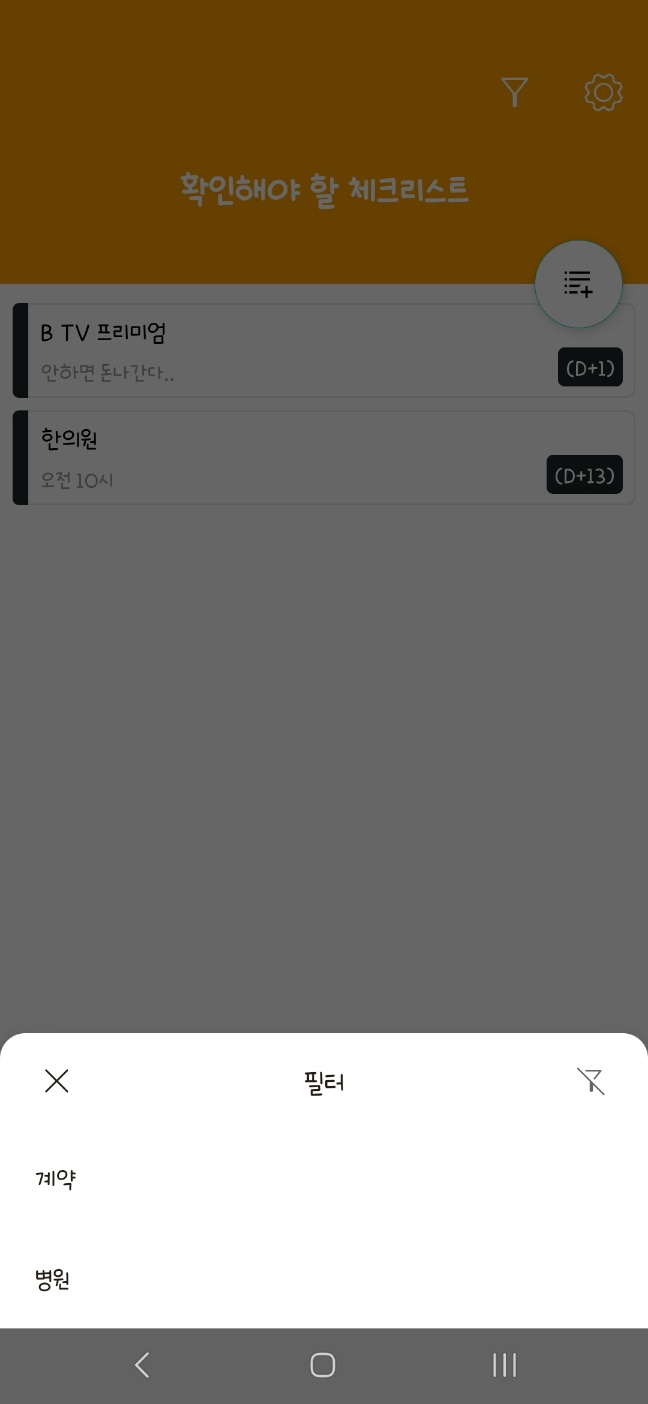 확인해야 할 체크리스트
B TV 프리미엄
안하면 돈나간다..
(D+1)
한의원
오전 10시
(D+13)
필터
계약
병원